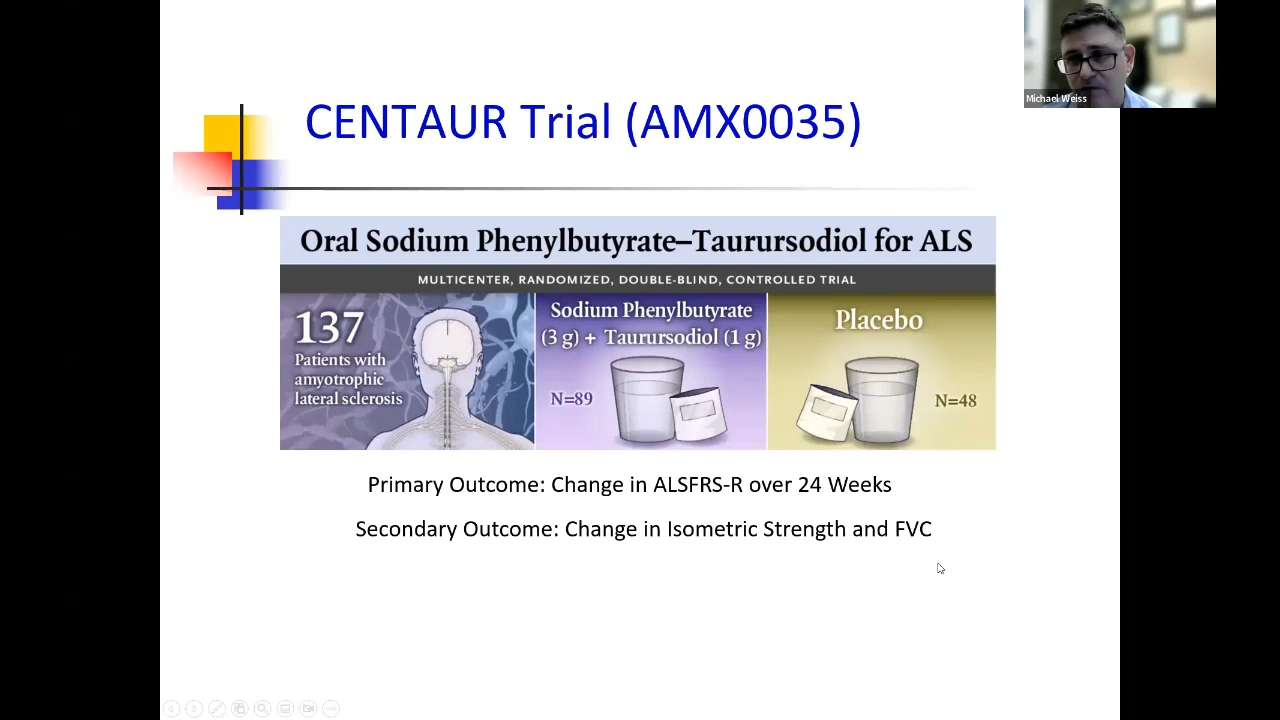 Michael Weiss
CENTAUR Trial (AMX0035)
Oral Sodium Phenylbutyrate–Taurursodiol for ALS
MULTICENTER, RANDOMIZED, DOUBLE-BLIND, CONTROLLED TRIAL
137
Patients with
amyotrophic
lateral sclerosis
Sodium Phenylbutyrate
(3 g) + Taurursodiol (1 g)
N=89
Placebo
N=48
Primary Outcome: Change in ALSFRS-R over 24 Weeks
Secondary Outcome: Change in Isometric Strength and FVC